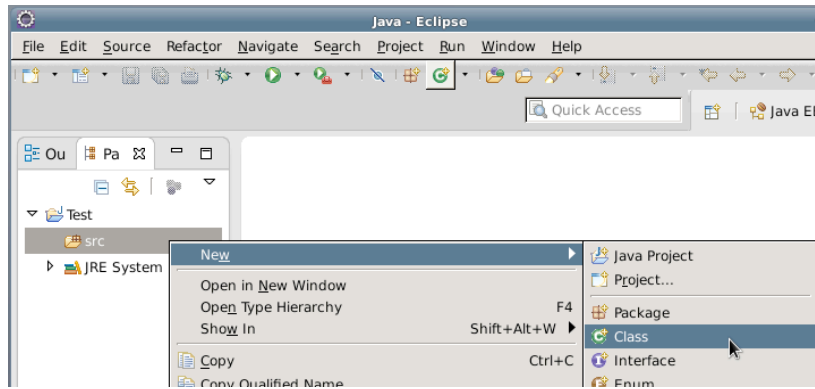 Java - Eclipse
File Edit Source Refactor Navigate Search Project Run Window Help
Quick Access
Java E
Ou Pa
Test
src
JRE System
New
Open in New Window
Open Type Hierarchy F4
Show In Shift+Alt+W
Copy Ctrl+C
Copy Qualified Name
Java Project
Project...
Package
Class
Interface
Enum